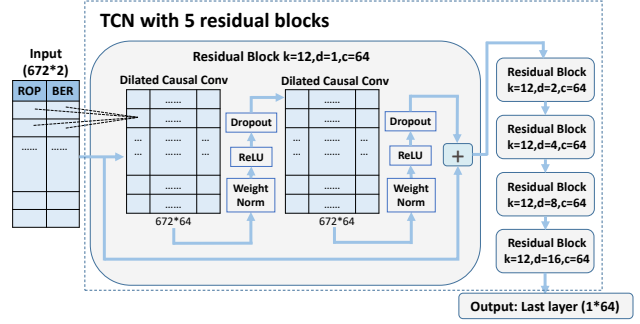 TCN with 5 residual blocks
Input
(672*2)
ROP BER
......
...... ......
Residual Block k=12,d=1,c=64
Dilated Causal Conv
......
......
... ...... ...
... ...
......
......
672*64
Dropout
ReLU
Weight
Norm
Dilated Causal Conv
......
......
... ...... ...
... ...
......
......
672*64
Dropout
ReLU
Weight
Norm
+
Residual Block
k=12,d=2,c=64
Residual Block
k=12,d=4,c=64
Residual Block
k=12,d=8,c=64
Residual Block
k=12,d=16,c=64
Output: Last layer (1*64)